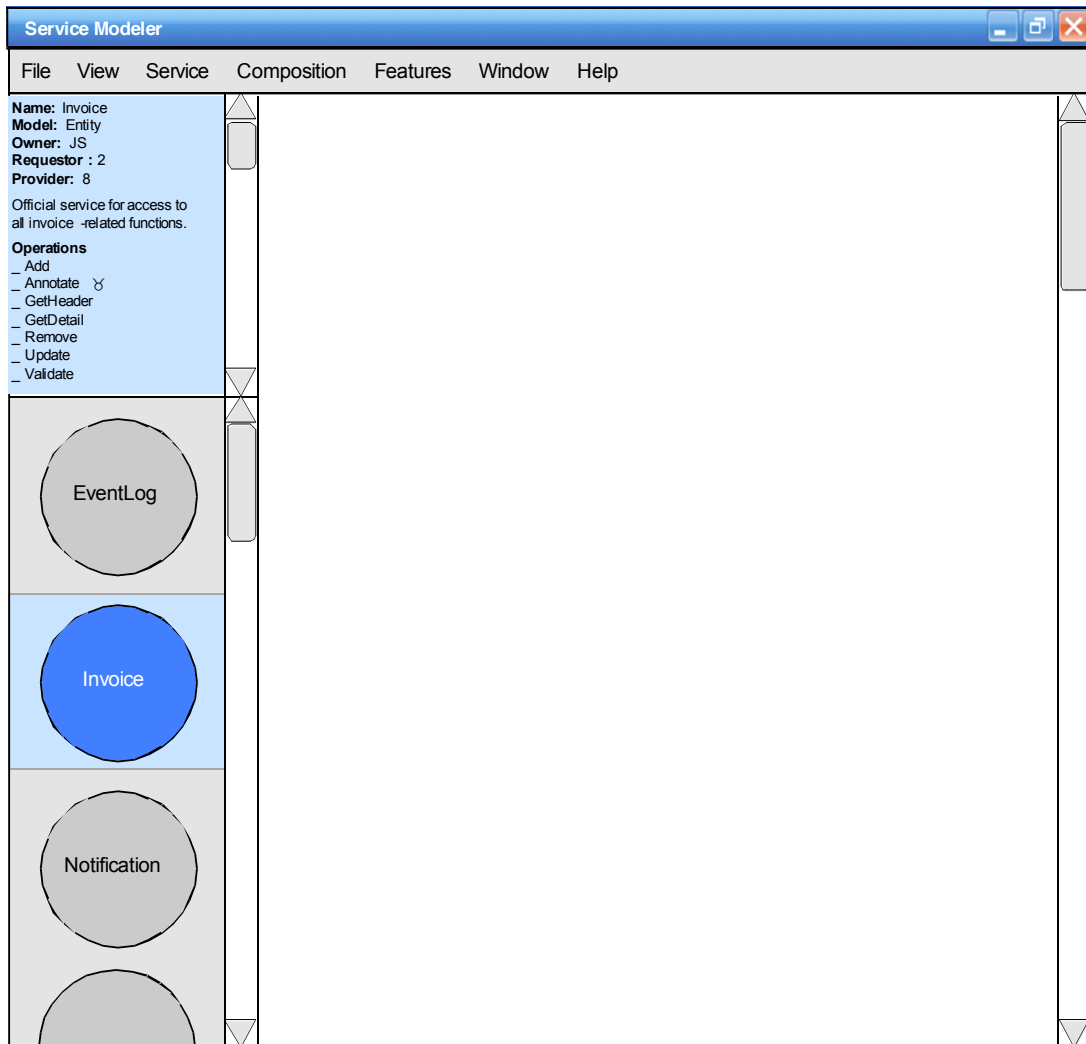 Service Modeler
File View Service Composition Features Window Help
Name: Invoice
Model: Entity
Owner: JS
Requestor : 2
Provider: 8
Official service for access to
all invoice -related functions.
Operations
_ Add
_ Annotate ♉
_ GetHeader
_ GetDetail
_ Remove
_ Update
_ Validate
EventLog
Invoice
Notification